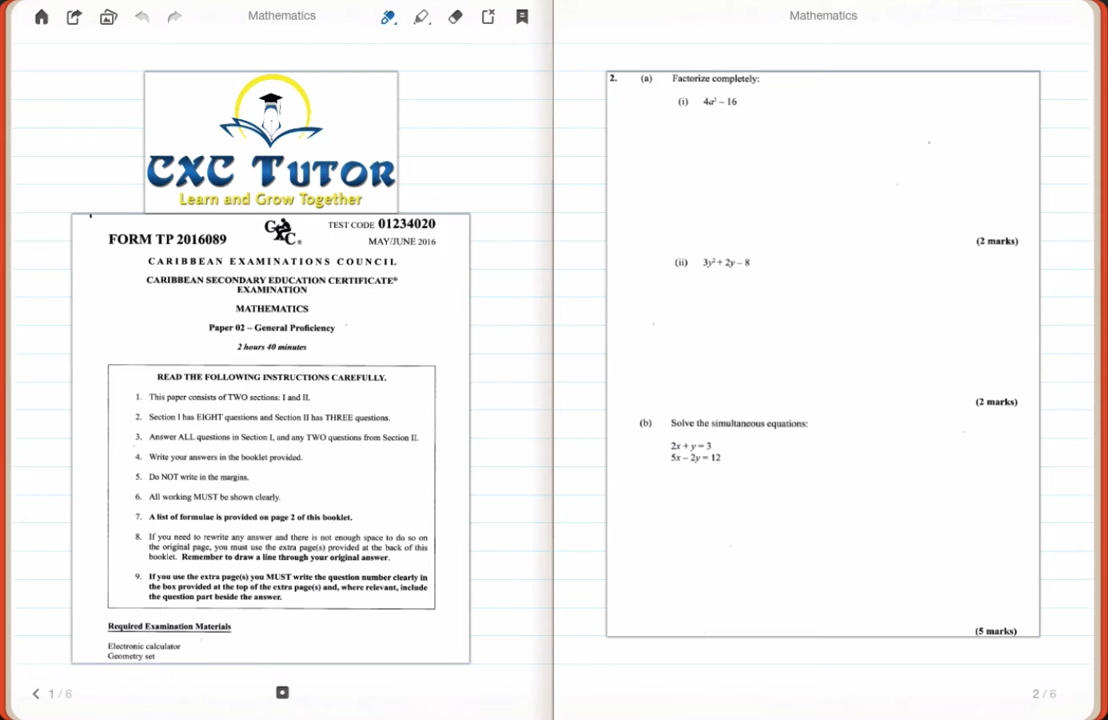 Mathematics
CXC TUTOR
Learn and Grow Together
TEST CODE 01234020
FORM TP 2016089
CXC®
MAY/JUNE 2016
CARIBBEAN EXAMINATIONS COUNCIL
CARIBBEAN SECONDARY EDUCATION CERTIFICATE®
EXAMINATION
MATHEMATICS
Paper 02 – General Proficiency
2 hours 40 minutes
READ THE FOLLOWING INSTRUCTIONS CAREFULLY.
1. This paper consists of TWO sections: I and II.
2. Section I has EIGHT questions and Section II has THREE questions.
3. Answer ALL questions in Section I, and any TWO questions from Section II.
4. Write your answers in the booklet provided.
5. Do NOT write in the margins.
6. All working MUST be shown clearly.
7. A list of formulae is provided on page 2 of this booklet.
8. If you need to rewrite any answer and there is not enough space to do so on
the original page, you must use the extra page(s) provided at the back of this
booklet. Remember to draw a line through your original answer.
9. If you use the extra page(s) you MUST write the question number clearly in
the box provided at the top of the extra page(s) and, where relevant, include
the question part beside the answer.
Required Examination Materials
Electronic calculator
Geometry set
1 / 6
Mathematics
2. (a) Factorize completely:
(i) 4a² – 16
(2 marks)
(ii) 3y² + 2y – 8
(2 marks)
(b) Solve the simultaneous equations:
2x + y = 3
5x – 2y = 12
(5 marks)
2 / 6